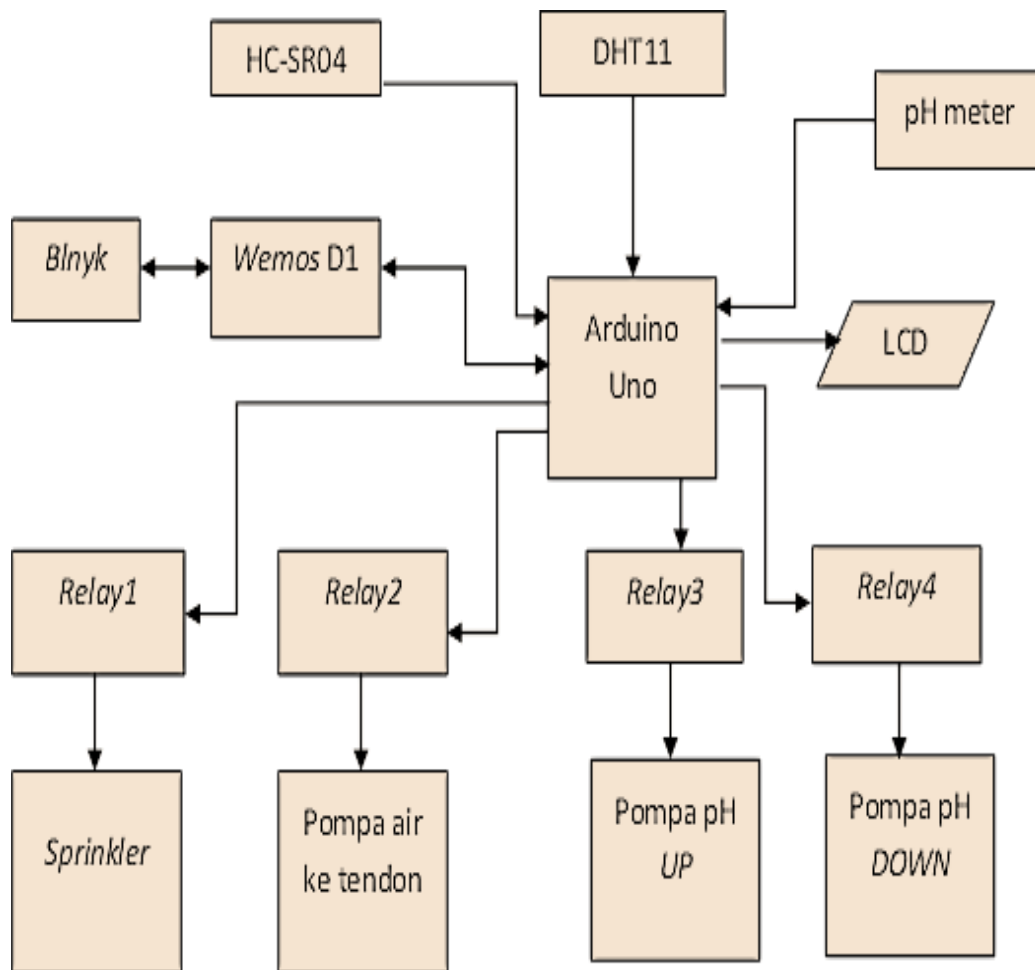 HC-SR04
DHT11
pH meter
Blnyk
Wemos D1
Arduino
Uno
LCD
Relay1
Relay2
Relay3
Relay4
Sprinkler
Pompa air
ke tendon
Pompa pH
UP
Pompa pH
DOWN